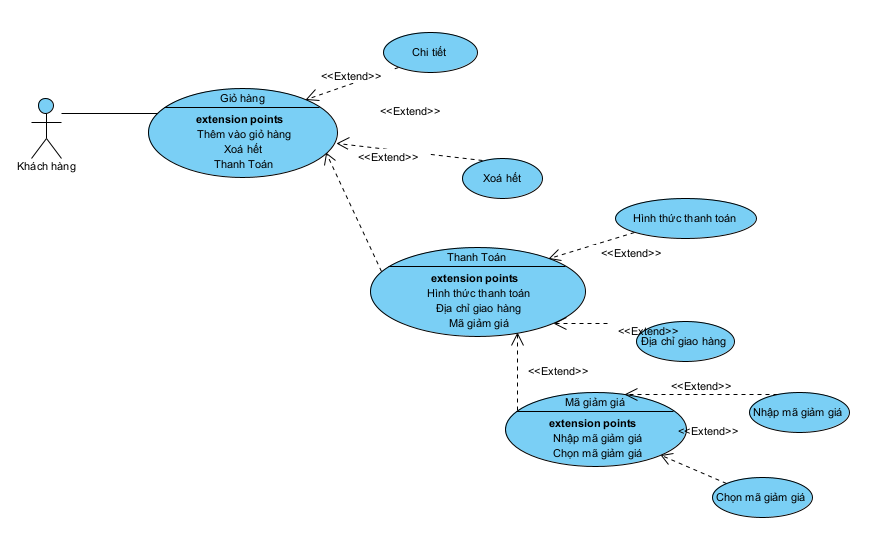 Chi tiết
<<Extend>>
Giỏ hàng
extension points
Thêm vào giỏ hàng
Xoá hết
Thanh Toán
<<Extend>>
Khách hàng
<<Extend>>
Xoá hết
Hình thức thanh toán
<<Extend>>
Thanh Toán
extension points
Hình thức thanh toán
Địa chỉ giao hàng
Mã giảm giá
<<Extend>>
Địa chỉ giao hàng
<<Extend>>
<<Extend>>
Mã giảm giá
extension points
Nhập mã giảm giá
Chọn mã giảm giá
Nhập mã giảm giá
<<Extend>>
Chọn mã giảm giá